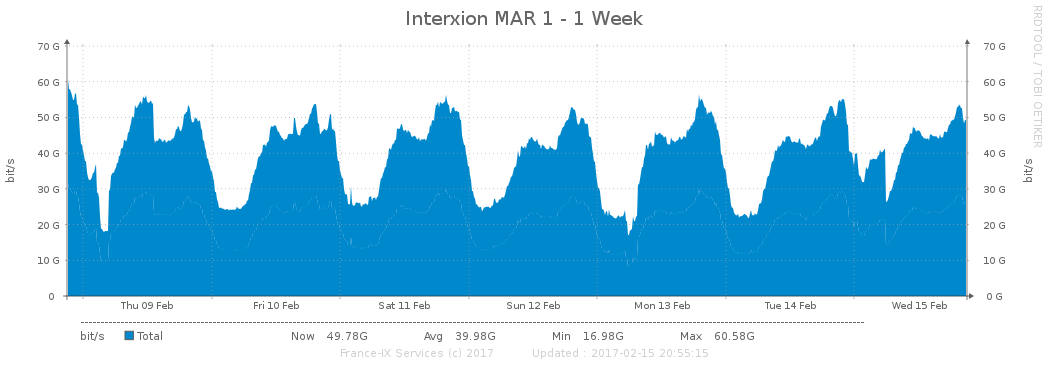 Interxion MAR 1 - 1 Week
RRDTOOL / TOBI OETIKER
70 G 70 G
60 G 60 G
50 G 50 G
40 G 40 G
30 G 30 G
20 G 20 G
10 G 10 G
0 0 G
bit/s bit/s
Thu 09 Feb Fri 10 Feb Sat 11 Feb Sun 12 Feb Mon 13 Feb Tue 14 Feb Wed 15 Feb
bit/s Total Now 49.78G Avg 39.98G Min 16.98G Max 60.58G
France-IX Services (c) 2017 Updated : 2017-02-15 20:55:15